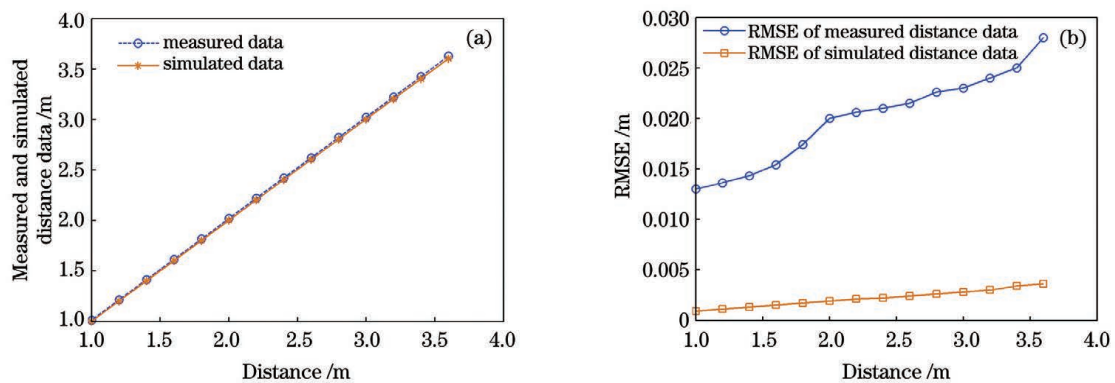 4.0
3.5
3.0
2.5
2.0
1.5
1.0
Measured and simulated
distance data /m
measured data
simulated data
(a)
1.0 1.5 2.0 2.5 3.0 3.5 4.0
Distance /m
0.030
0.025
0.020
0.015
0.010
0.005
0
RMSE /m
RMSE of measured distance data
RMSE of simulated distance data
(b)
1.0 1.5 2.0 2.5 3.0 3.5 4.0
Distance /m